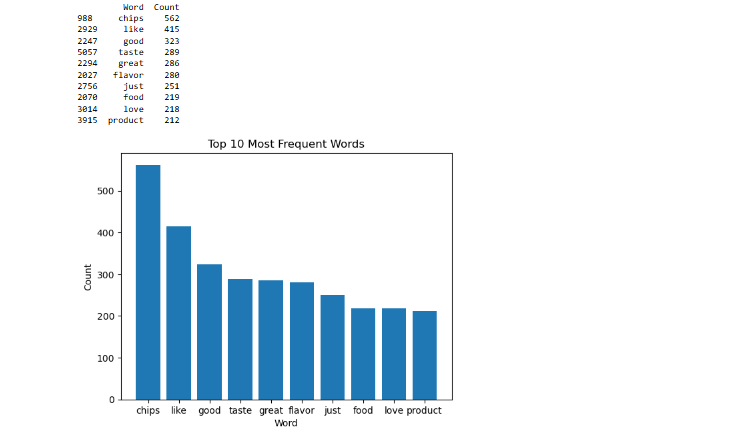 Word Count
988 chips 562
2929 like 415
2247 good 323
5057 taste 289
2294 great 286
2027 flavor 280
2756 just 251
2070 food 219
3014 love 218
3915 product 212
Top 10 Most Frequent Words
500
400
300
200
100
0
Count
chips like good taste great flavor just food love product
Word